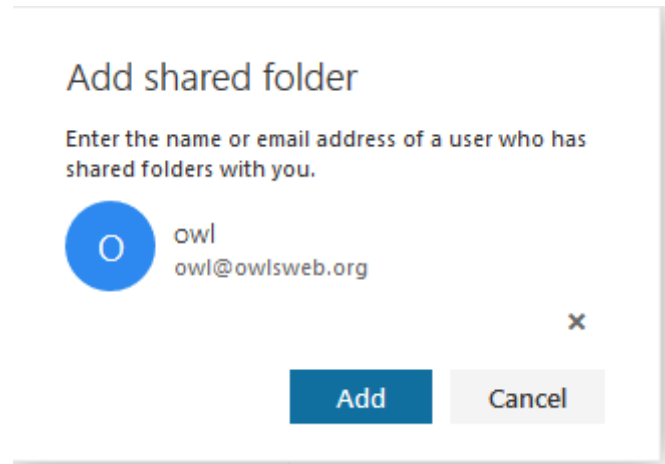 Add shared folder
Enter the name or email address of a user who has
shared folders with you.
O
owl
owl@owlsweb.org
×
Add Cancel